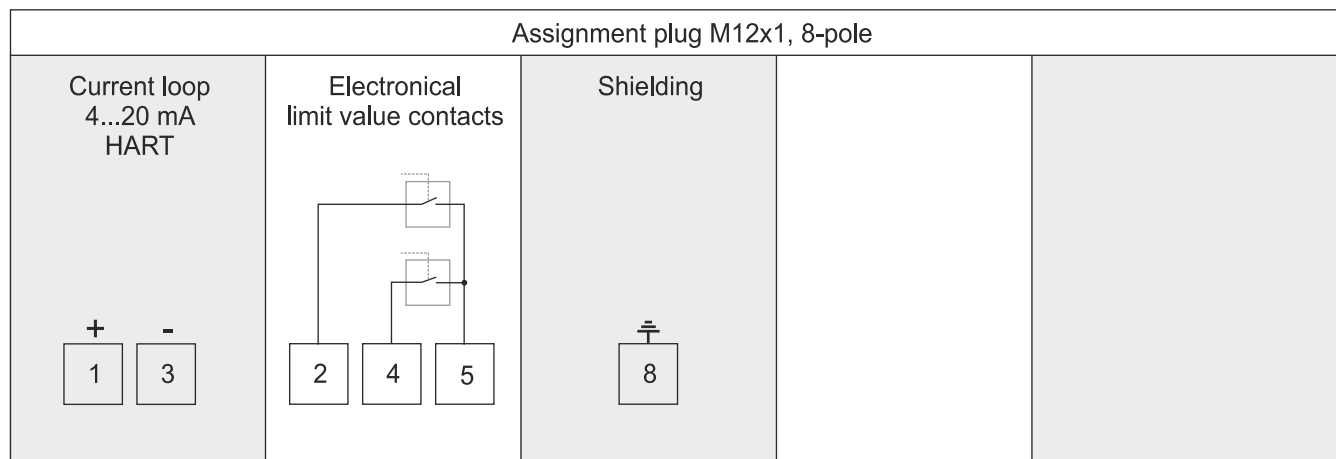 Assignment plug M12x1, 8-pole
Current loop
4...20 mA
HART
Electronical
limit value contacts
Shielding
+ -
1 3
2 4 5
8